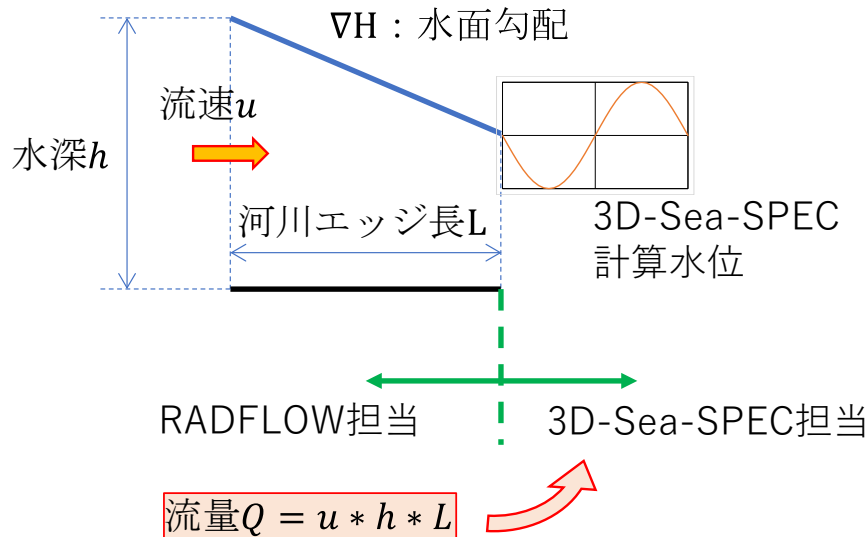 ∇H：水面勾配
流速u
水深h
河川エッジ長L
3D-Sea-SPEC
計算水位
RADFLOW担当
3D-Sea-SPEC担当
流量Q = u * h * L